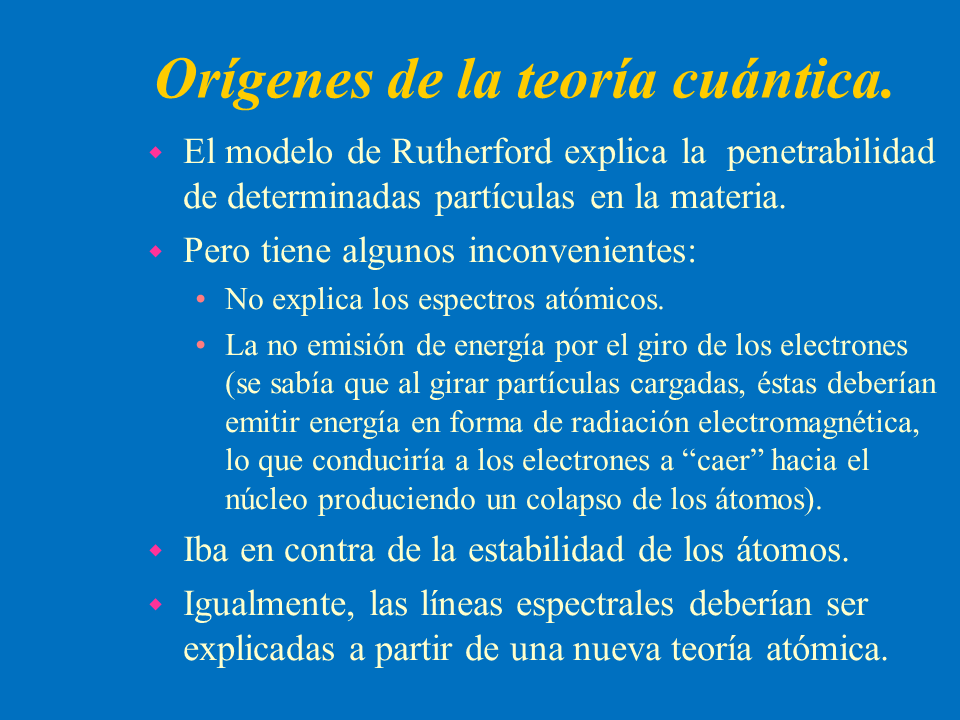 Orígenes de la teoría cuántica.
El modelo de Rutherford explica la penetrabilidad
de determinadas partículas en la materia.
Pero tiene algunos inconvenientes:
No explica los espectros atómicos.
La no emisión de energía por el giro de los electrones
(se sabía que al girar partículas cargadas, éstas deberían
emitir energía en forma de radiación electromagnética,
lo que conduciría a los electrones a “caer” hacia el
núcleo produciendo un colapso de los átomos).
Iba en contra de la estabilidad de los átomos.
Igualmente, las líneas espectrales deberían ser
explicadas a partir de una nueva teoría atómica.